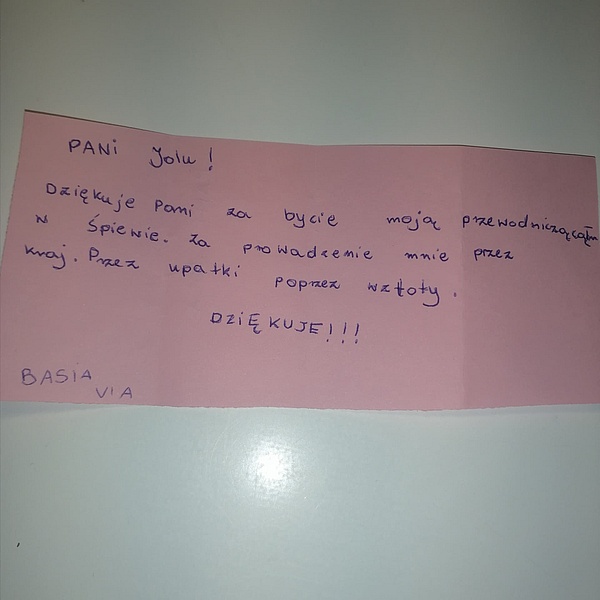 PANi Jolu!
Dziękuje Pani za bycie moją
w śpiewie. za prowadzenie mnie przez
kraj. Przez upatki poprzez wzłoty.
DZiĘKUJE!!!
BASiA
VIA